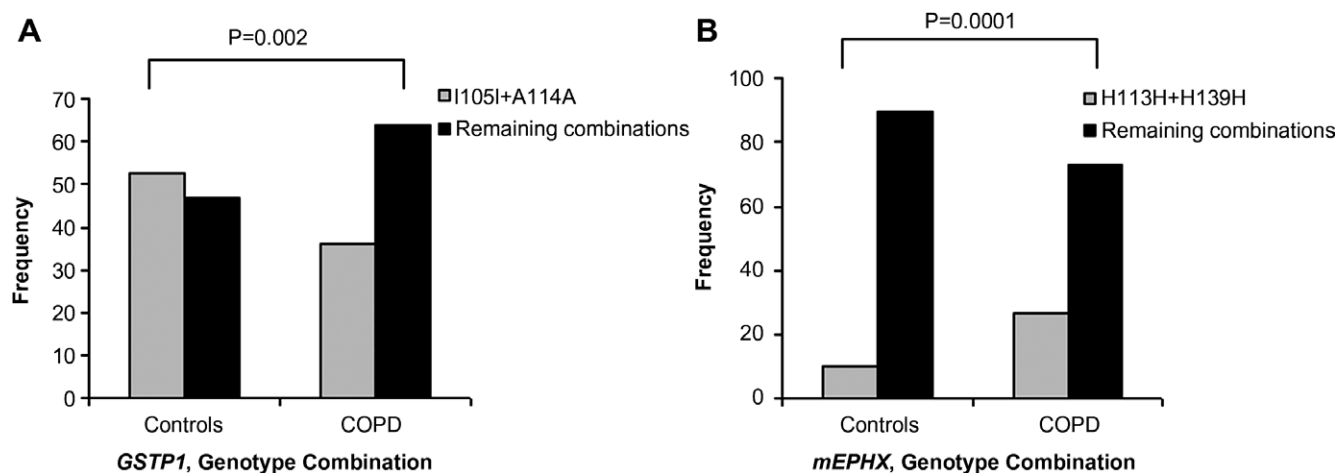 A
P=0.002
I105I+A114A
Remaining combinations
70
60
50
40
30
20
10
0
Frequency
Controls
COPD
GSTP1, Genotype Combination
B
P=0.0001
H113H+H139H
Remaining combinations
100
80
60
40
20
0
Frequency
Controls
COPD
mEPHX, Genotype Combination